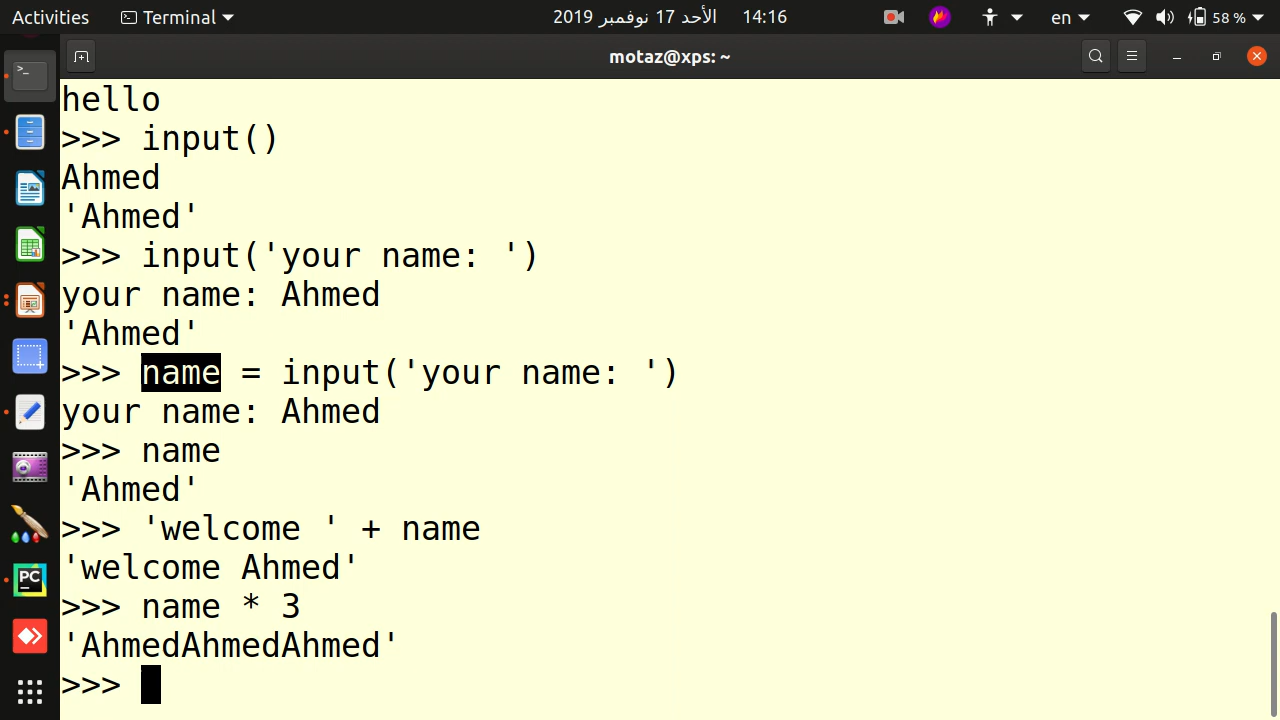 Activities Terminal الأحد 17 نوفمبر 2019 14:16 en 58 %
motaz@xps: ~
hello
>>> input()
Ahmed
'Ahmed'
>>> input('your name: ')
your name: Ahmed
'Ahmed'
>>> name = input('your name: ')
your name: Ahmed
>>> name
'Ahmed'
>>> 'welcome ' + name
'welcome Ahmed'
>>> name * 3
'AhmedAhmedAhmed'
>>>
PC